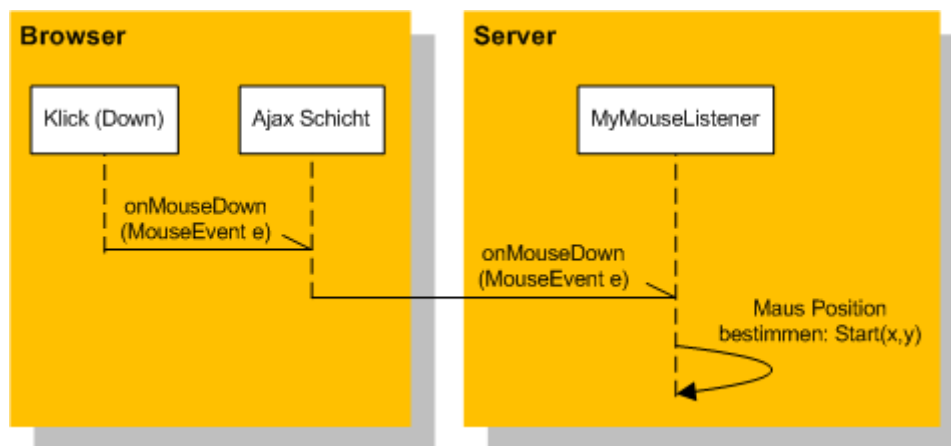 Browser
Server
Klick (Down)
Ajax Schicht
MyMouseListener
onMouseDown
(MouseEvent e)
onMouseDown
(MouseEvent e)
Maus Position
bestimmen: Start(x,y)